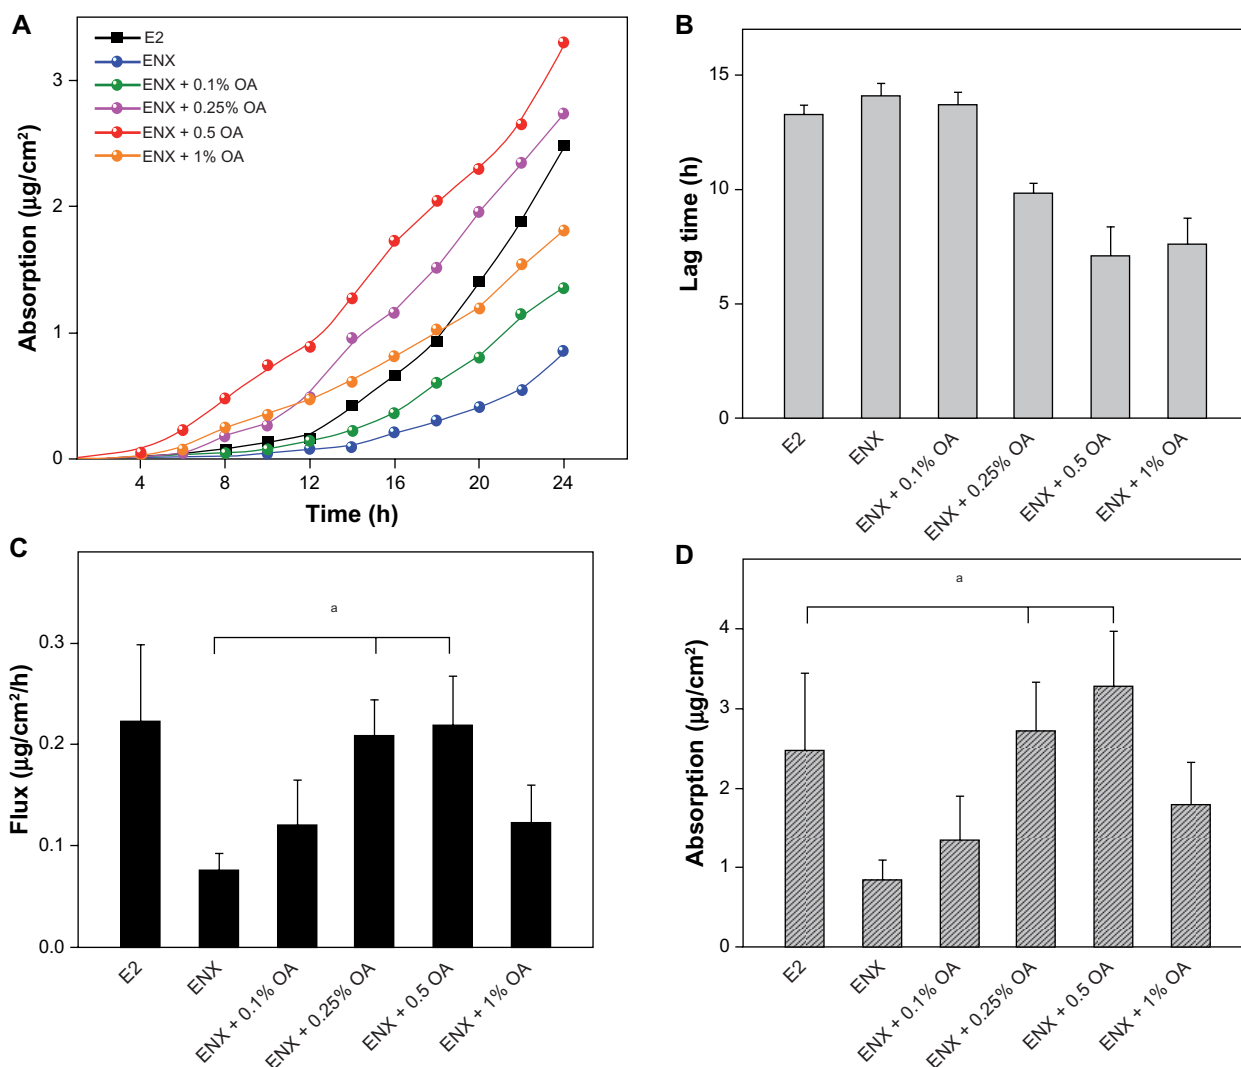 A
E2
ENX
ENX + 0.1% OA
ENX + 0.25% OA
ENX + 0.5 OA
ENX + 1% OA
Absorption (µg/cm²)
3
2
1
0
4 8 12 16 20 24
Time (h)
B
Lag time (h)
15
10
5
0
E2
ENX
ENX + 0.1% OA
ENX + 0.25% OA
ENX + 0.5 OA
ENX + 1% OA
C
a
Flux (µg/cm²/h)
0.3
0.2
0.1
0.0
E2
ENX
ENX + 0.1% OA
ENX + 0.25% OA
ENX + 0.5 OA
ENX + 1% OA
D
a
Absorption (µg/cm²)
4
3
2
1
0
E2
ENX
ENX + 0.1% OA
ENX + 0.25% OA
ENX + 0.5 OA
ENX + 1% OA